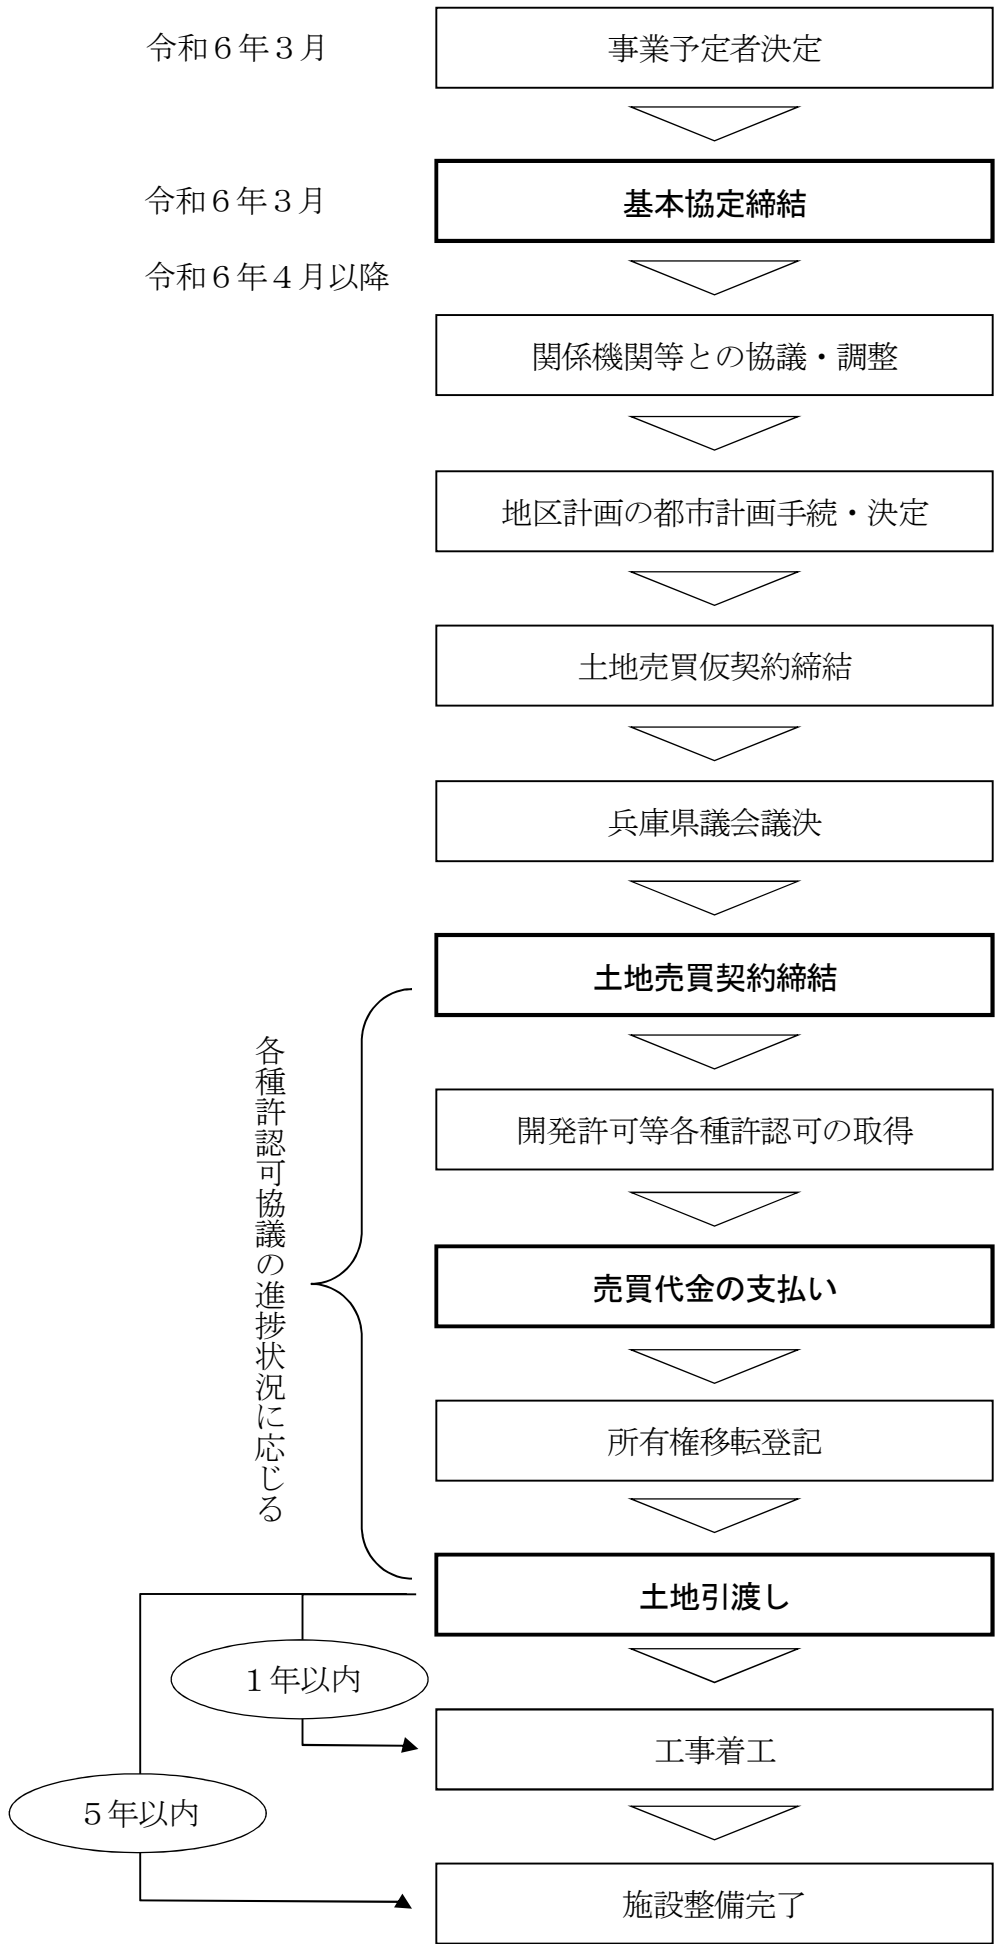 令和６年３月
事業予定者決定
令和６年３月
基本協定締結
令和６年４月以降
関係機関等との協議・調整
地区計画の都市計画手続・決定
土地売買仮契約締結
兵庫県議会議決
土地売買契約締結
各種許認可協議の進捗状況に応じる
開発許可等各種許認可の取得
売買代金の支払い
所有権移転登記
土地引渡し
１年以内
工事着工
５年以内
施設整備完了